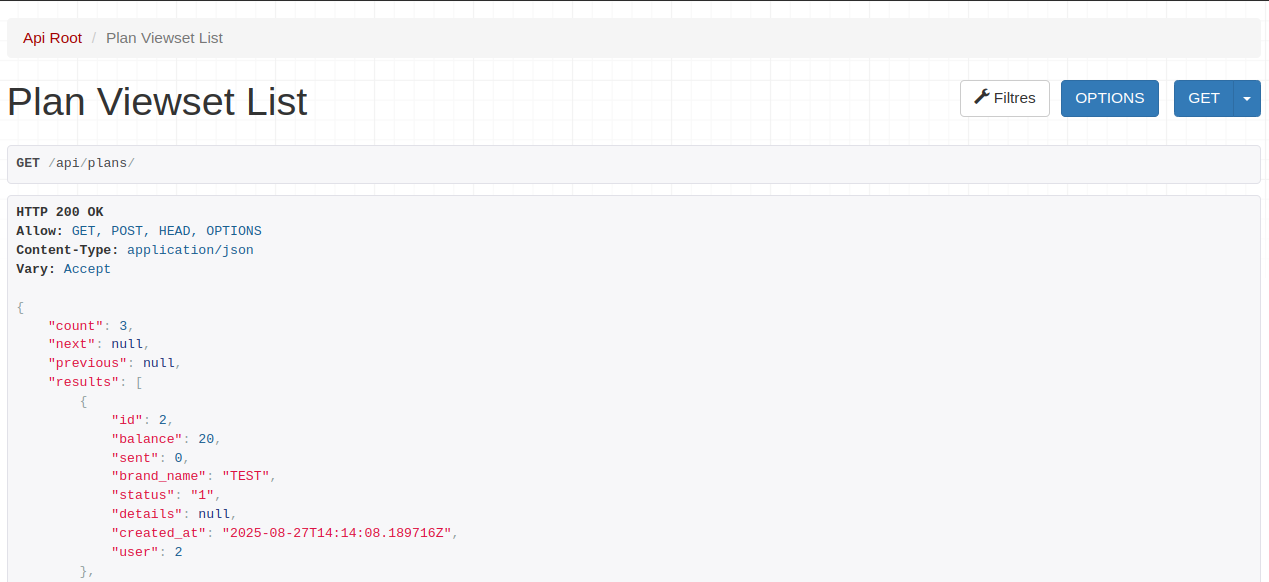 Api Root / Plan Viewset List
Plan Viewset List
Filtres
OPTIONS
GET
GET /api/plans/
HTTP 200 OK
Allow: GET, POST, HEAD, OPTIONS
Content-Type: application/json
Vary: Accept
{
    "count": 3,
    "next": null,
    "previous": null,
    "results": [
        {
            "id": 2,
            "balance": 20,
            "sent": 0,
            "brand_name": "TEST",
            "status": "1",
            "details": null,
            "created_at": "2025-08-27T14:14:08.189716Z",
            "user": 2
        },